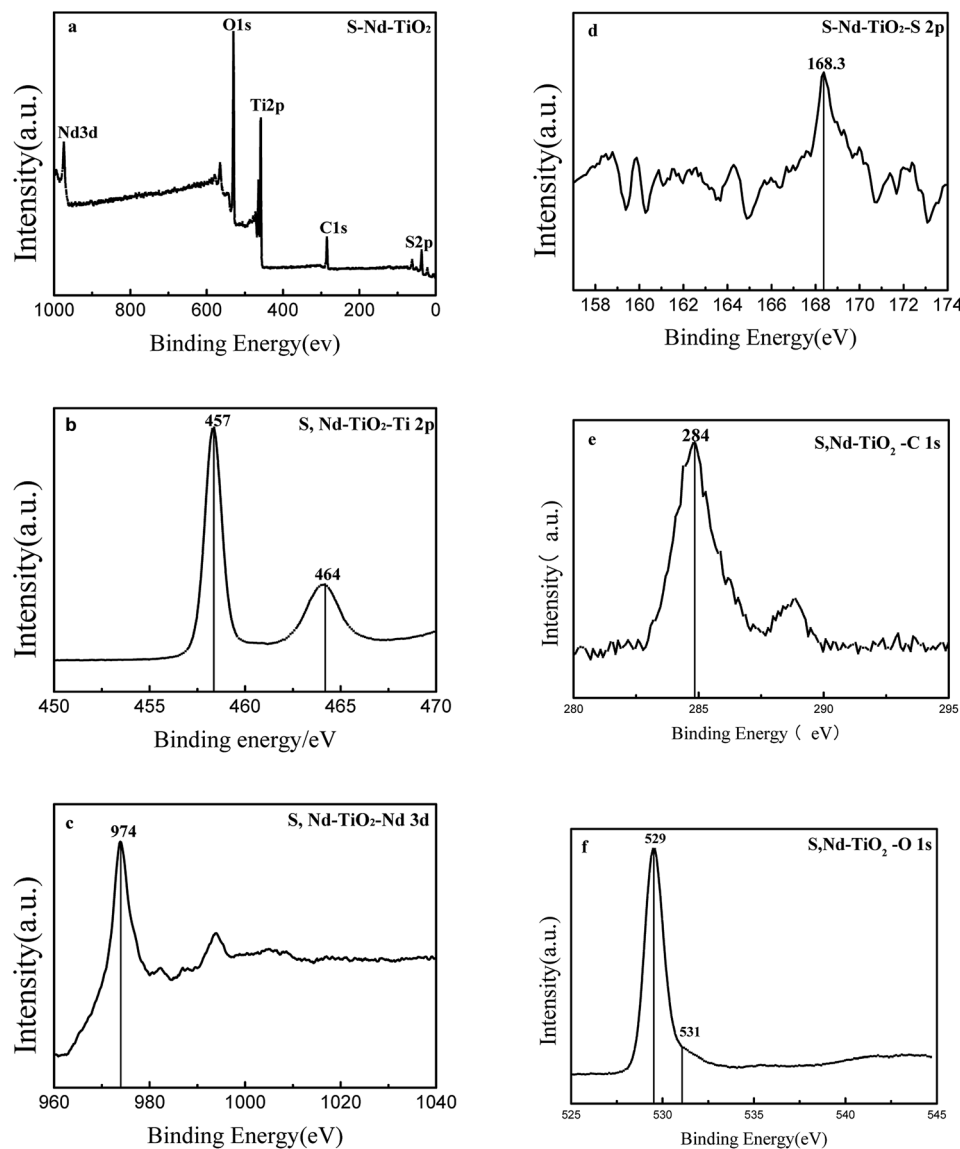 a
S-Nd-TiO2
O1s
Ti2p
Nd3d
C1s
S2p
Intensity(a.u.)
1000 800 600 400 200 0
Binding Energy(ev)
d
S-Nd-TiO2-S 2p
168.3
Intensity(a.u.)
158 160 162 164 166 168 170 172 174
Binding Energy(eV)
b
S, Nd-TiO2-Ti 2p
457
464
Intensity(a.u.)
450 455 460 465 470
Binding energy/eV
e
S,Nd-TiO2 -C 1s
284
Intensity( a.u.)
280 285 290 295
Binding Energy ( eV)
c
S, Nd-TiO2-Nd 3d
974
Intensity(a.u.)
960 980 1000 1020 1040
Binding Energy(eV)
f
S,Nd-TiO2 -O 1s
529
531
Intensity(a.u.)
525 530 535 540 545
Binding Energy(eV)